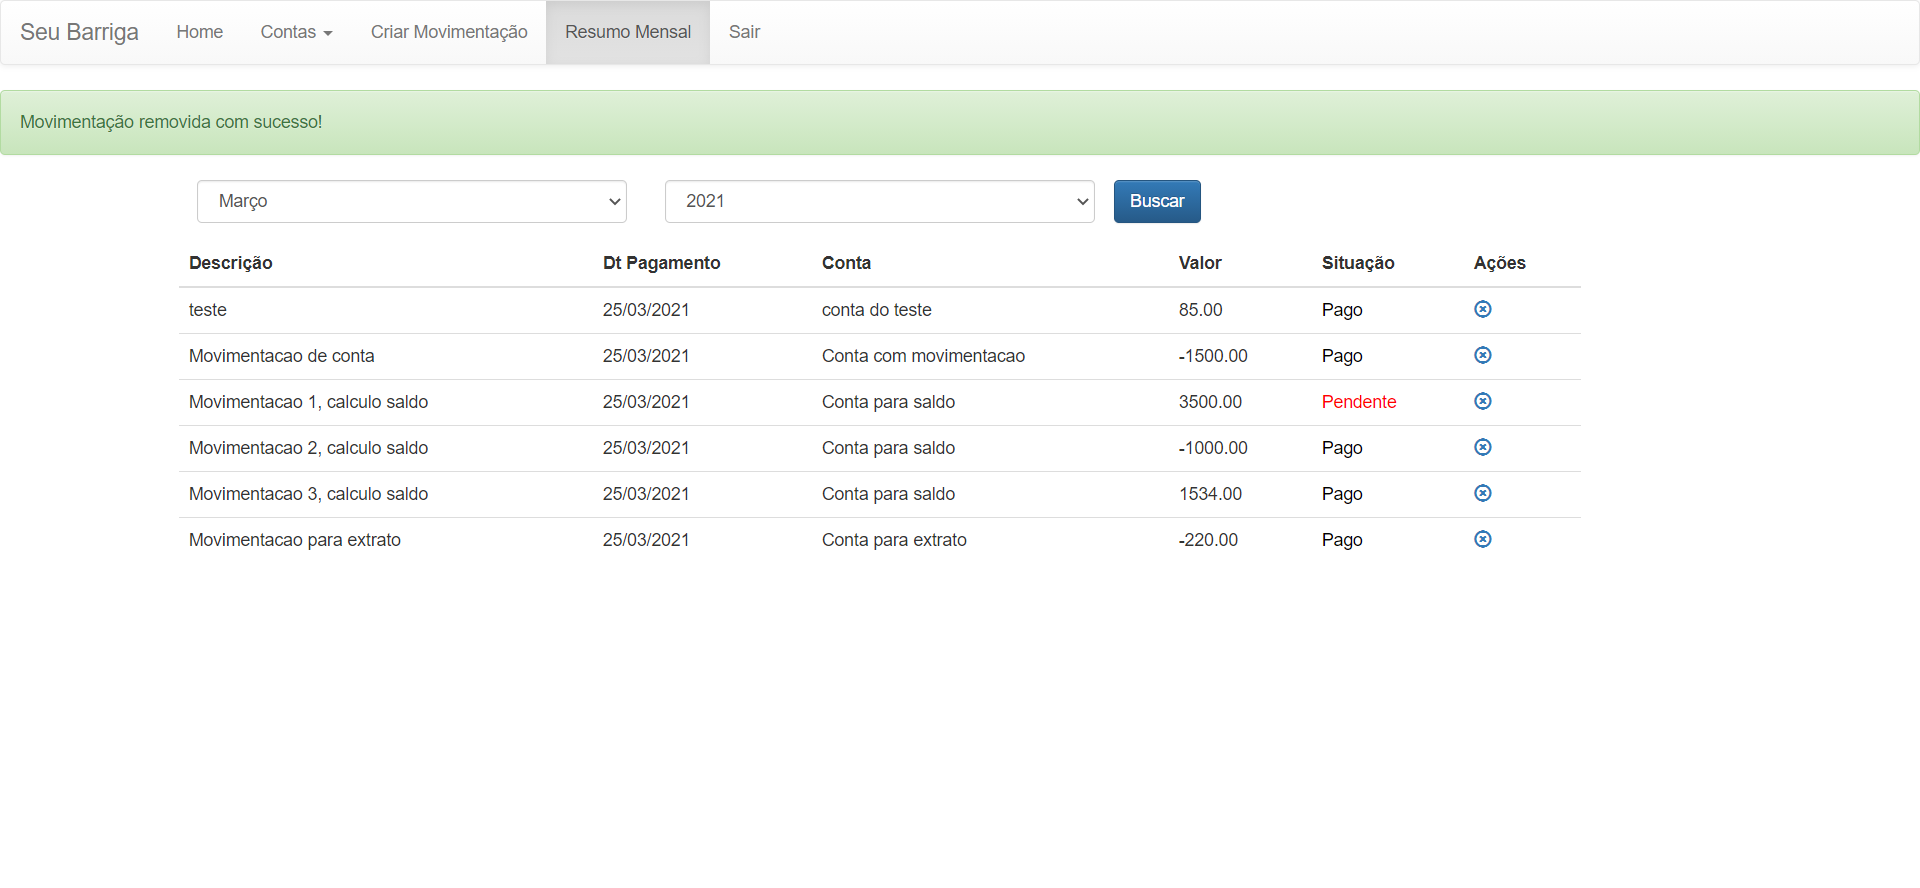 Seu Barriga Home Contas Criar Movimentação Resumo Mensal Sair
Movimentação removida com sucesso!
Março 2021 Buscar
Descrição Dt Pagamento Conta Valor Situação Ações
teste 25/03/2021 conta do teste 85.00 Pago
Movimentacao de conta 25/03/2021 Conta com movimentacao -1500.00 Pago
Movimentacao 1, calculo saldo 25/03/2021 Conta para saldo 3500.00 Pendente
Movimentacao 2, calculo saldo 25/03/2021 Conta para saldo -1000.00 Pago
Movimentacao 3, calculo saldo 25/03/2021 Conta para saldo 1534.00 Pago
Movimentacao para extrato 25/03/2021 Conta para extrato -220.00 Pago